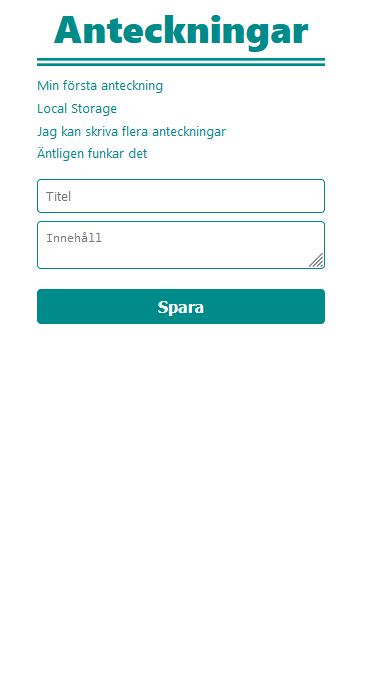 Anteckningar
Min första anteckning
Local Storage
Jag kan skriva flera anteckningar
Äntligen funkar det
Titel
Innehåll
Spara